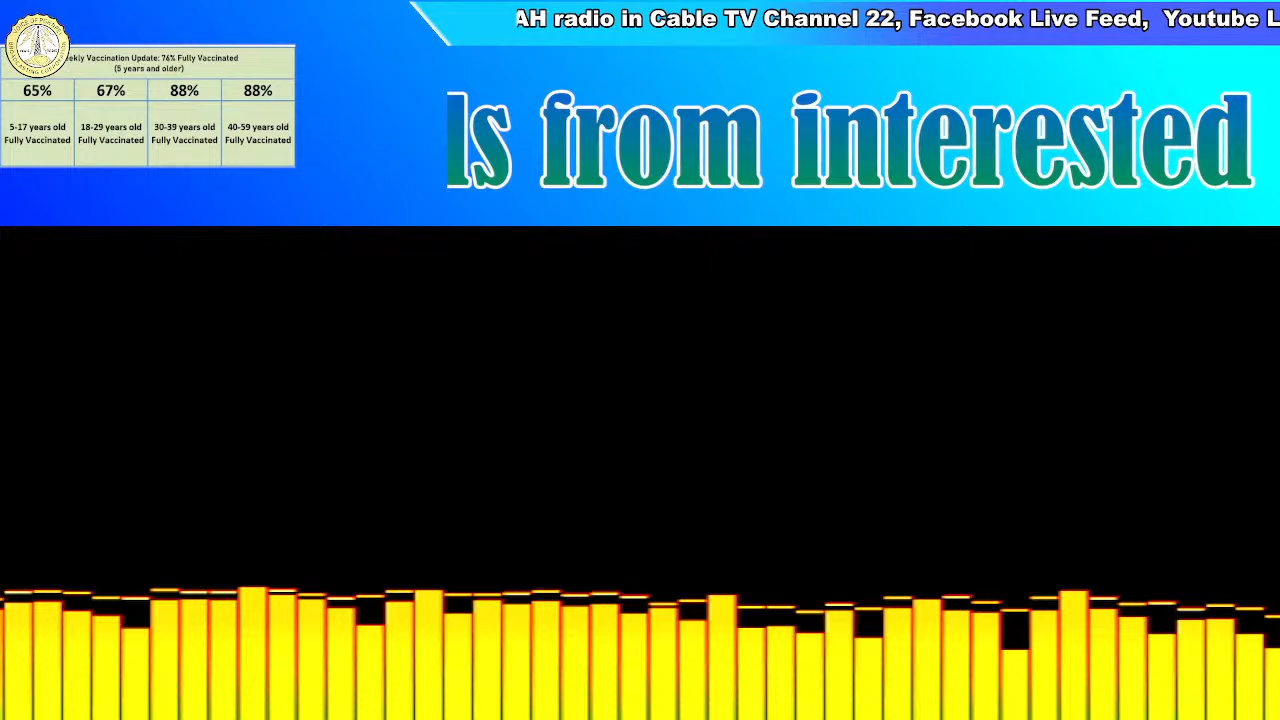 AH radio in Cable TV Channel 22, Facebook Live Feed, Youtube L
ekly Vaccination Update: 76% Fully Vaccinated
(5 years and older)
65% 67% 88% 88%
5-17 years old 18-29 years old 30-39 years old 40-59 years old
Fully Vaccinated Fully Vaccinated Fully Vaccinated Fully Vaccinated
ls from interested